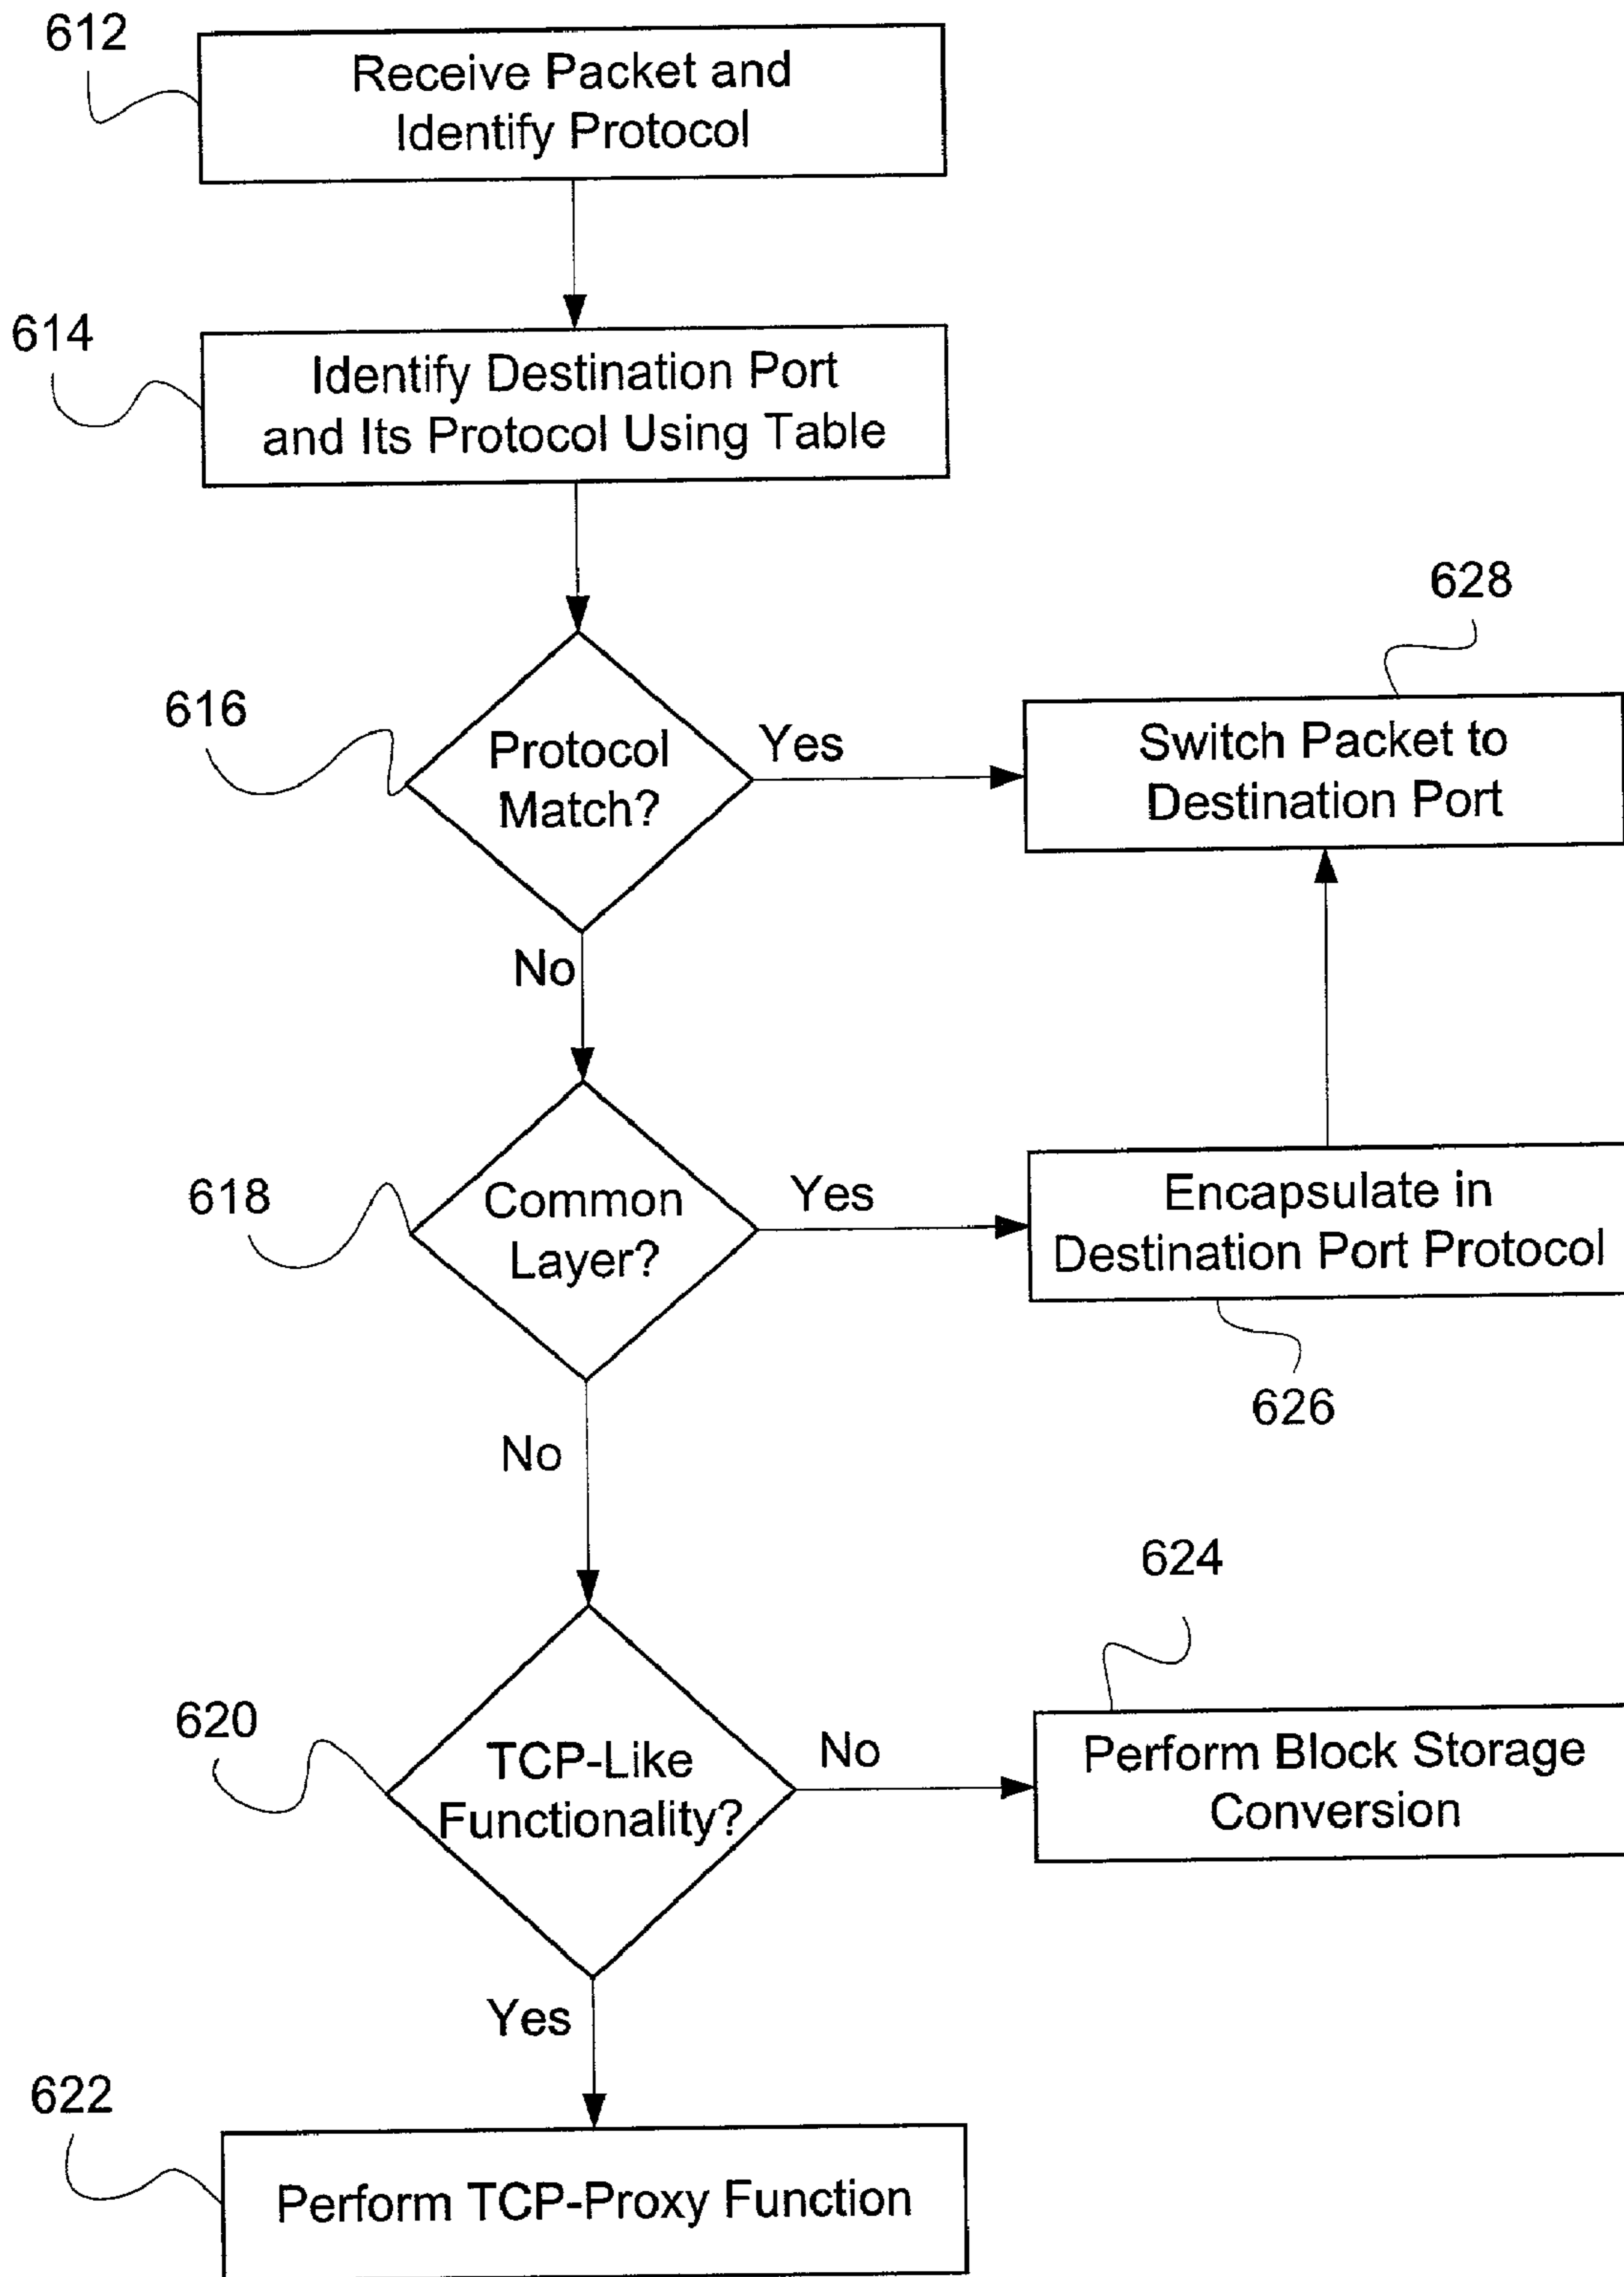 612
Receive Packet and
Identify Protocol
614
Identify Destination Port
and Its Protocol Using Table
616
Protocol
Match?
Yes
628
Switch Packet to
Destination Port
No
618
Common
Layer?
Yes
Encapsulate in
Destination Port Protocol
626
No
620
TCP-Like
Functionality?
No
624
Perform Block Storage
Conversion
Yes
622
Perform TCP-Proxy Function